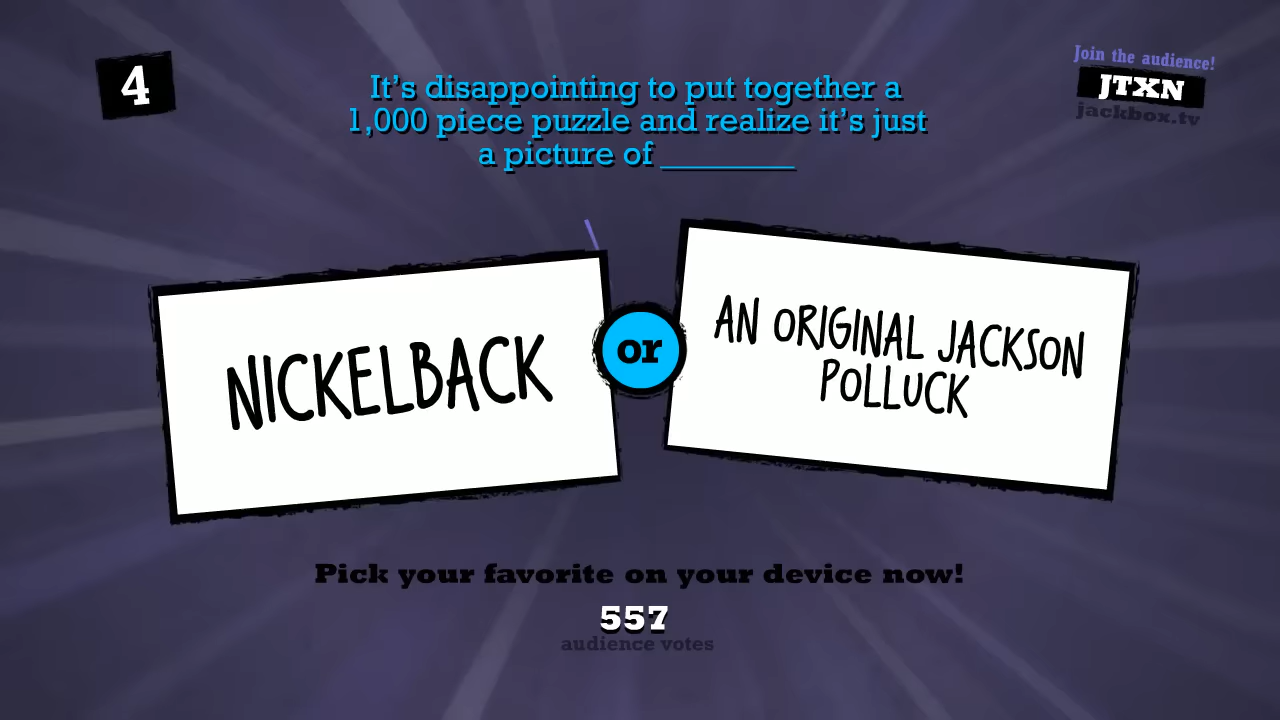 4
It's disappointing to put together a
1,000 piece puzzle and realize it's just
a picture of ________
Join the audience!
JTXN
jackbox.tv
NICKELBACK
or
AN ORIGINAL JACKSON
POLLUCK
Pick your favorite on your device now!
557
audience votes